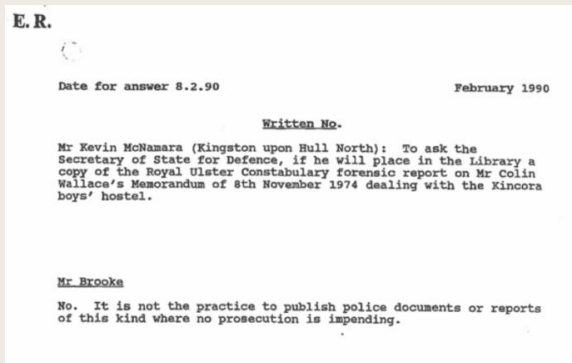 E. R.
Date for answer 8.2.90
February 1990
Written No.
Mr Kevin McNamara (Kingston upon Hull North): To ask the
Secretary of State for Defence, if he will place in the Library a
copy of the Royal Ulster Constabulary forensic report on Mr Colin
Wallace's Memorandum of 8th November 1974 dealing with the Kincora
boys' hostel.
Mr Brooke
No. It is not the practice to publish police documents or reports
of this kind where no prosecution is impending.